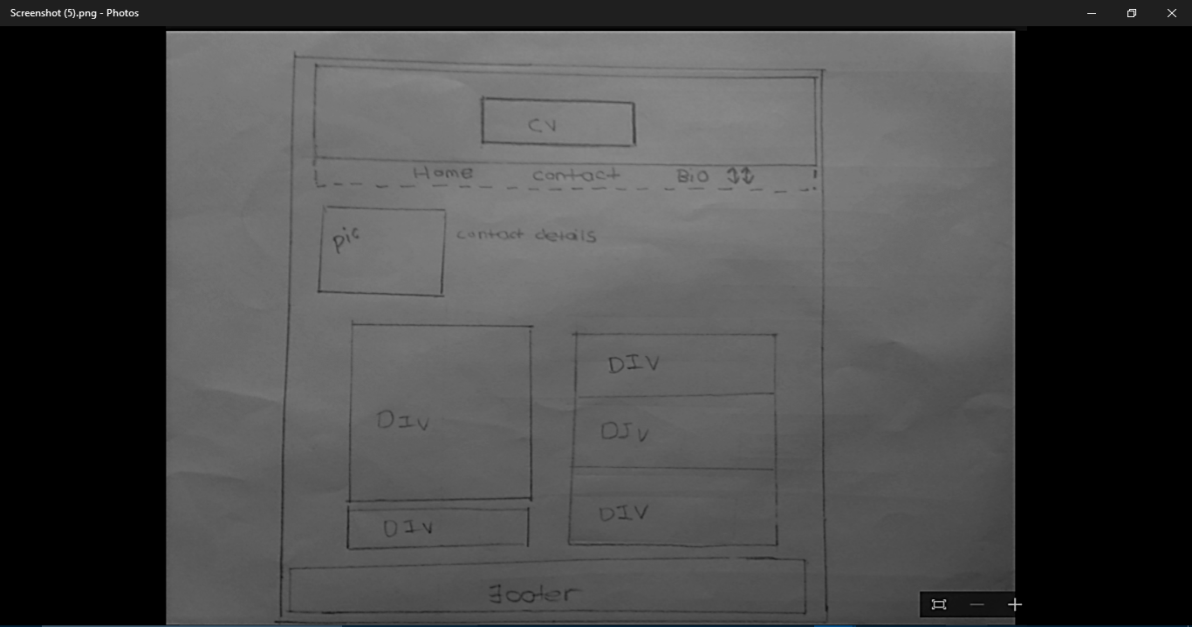 Screenshot (5).png - Photos
CV
Home contact Bio
pic
contact details
DIV
DIV
DIV
DIV
DIV
Footer